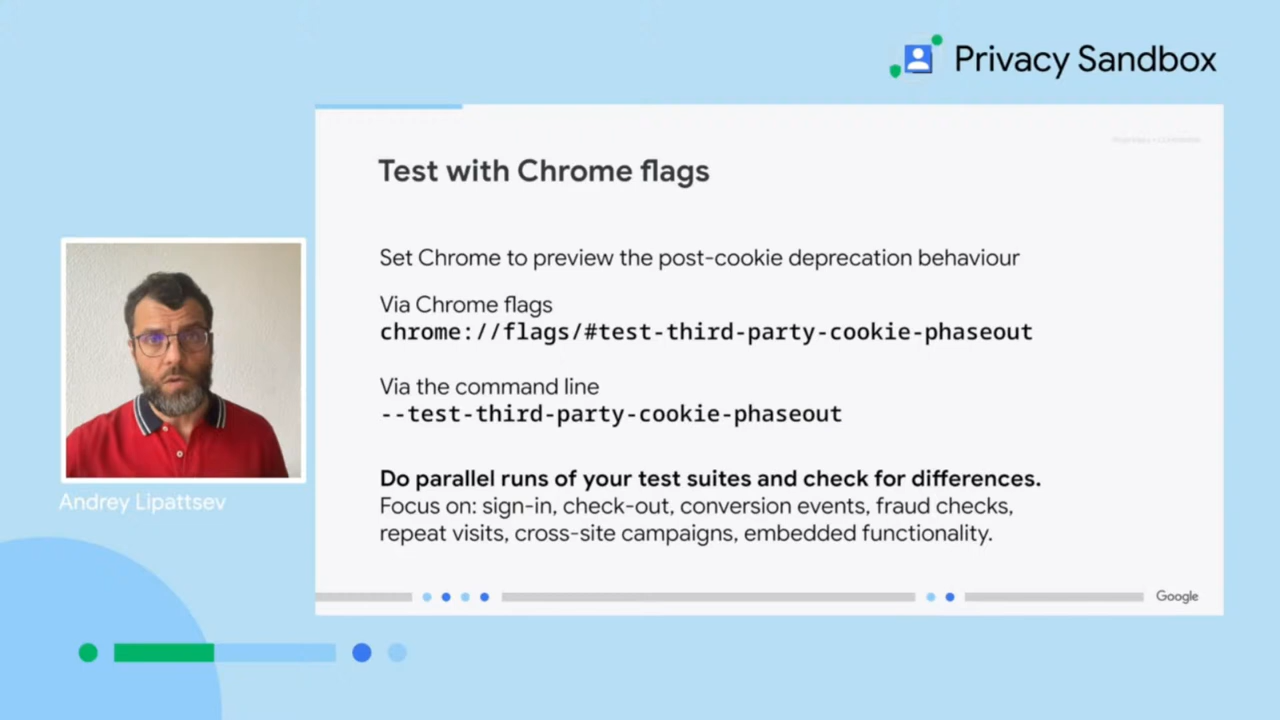 Privacy Sandbox
Test with Chrome flags
Set Chrome to preview the post-cookie deprecation behaviour
Via Chrome flags
chrome://flags/#test-third-party-cookie-phaseout
Via the command line
--test-third-party-cookie-phaseout
Do parallel runs of your test suites and check for differences.
Focus on: sign-in, check-out, conversion events, fraud checks,
repeat visits, cross-site campaigns, embedded functionality.
Andrey Lipattsev
Google